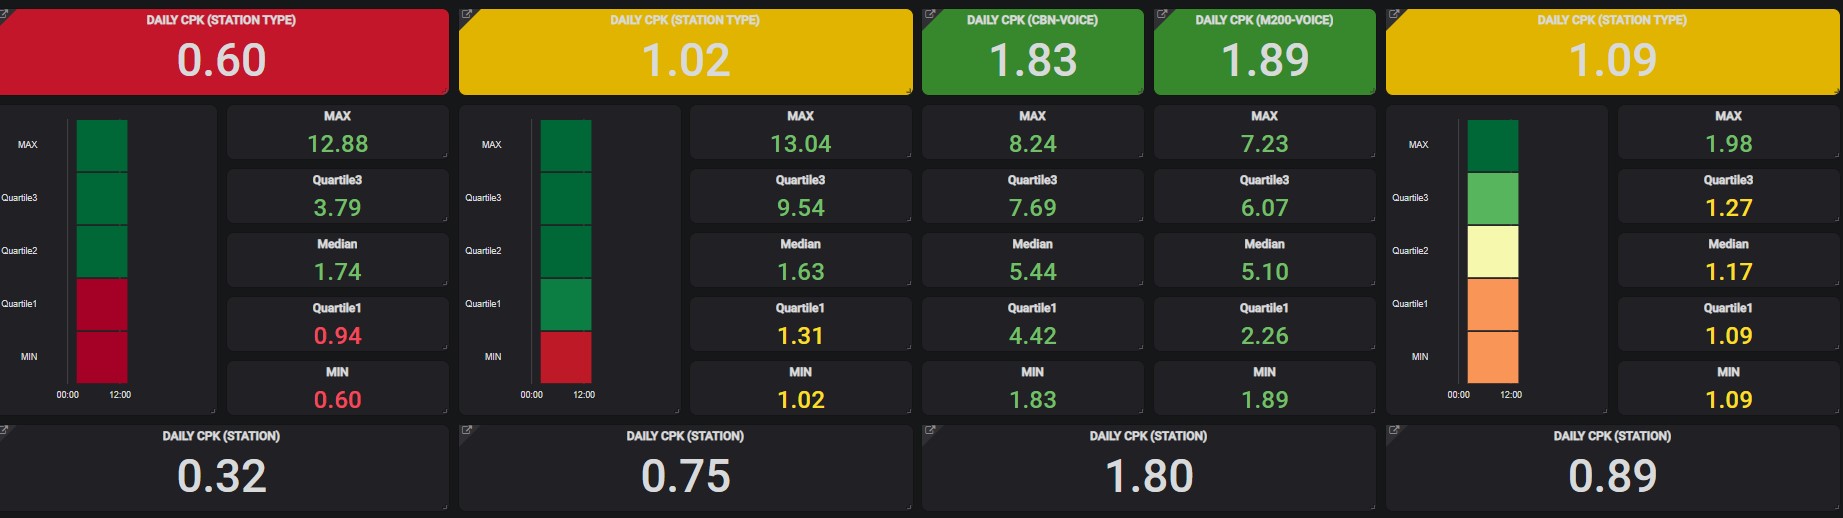 DAILY CPK (STATION TYPE)
0.60
DAILY CPK (STATION TYPE)
1.02
DAILY CPK (CBN-VOICE)
1.83
DAILY CPK (M200-VOICE)
1.89
DAILY CPK (STATION TYPE)
1.09
MAX
Quartile3
Quartile2
Quartile1
MIN
00:00 12:00
MAX
12.88
Quartile3
3.79
Median
1.74
Quartile1
0.94
MIN
0.60
MAX
Quartile3
Quartile2
Quartile1
MIN
00:00 12:00
MAX
13.04
Quartile3
9.54
Median
1.63
Quartile1
1.31
MIN
1.02
MAX
8.24
Quartile3
7.69
Median
5.44
Quartile1
4.42
MIN
1.83
MAX
7.23
Quartile3
6.07
Median
5.10
Quartile1
2.26
MIN
1.89
MAX
Quartile3
Quartile2
Quartile1
MIN
00:00 12:00
MAX
1.98
Quartile3
1.27
Median
1.17
Quartile1
1.09
MIN
1.09
DAILY CPK (STATION)
0.32
DAILY CPK (STATION)
0.75
DAILY CPK (STATION)
1.80
DAILY CPK (STATION)
0.89